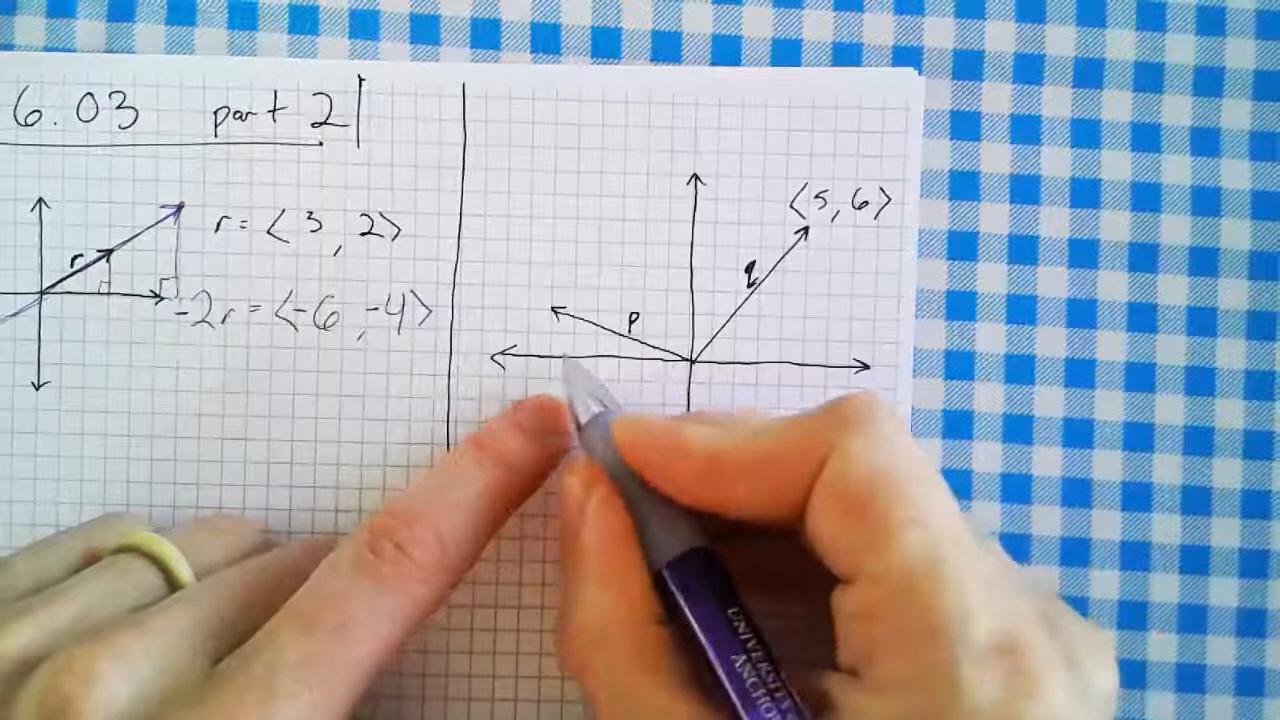 6.03 part 2
r
r = <3, 2>
-2r = <-6, -4>
<5, 6>
q
p
UNIVERSITY
ANCHO